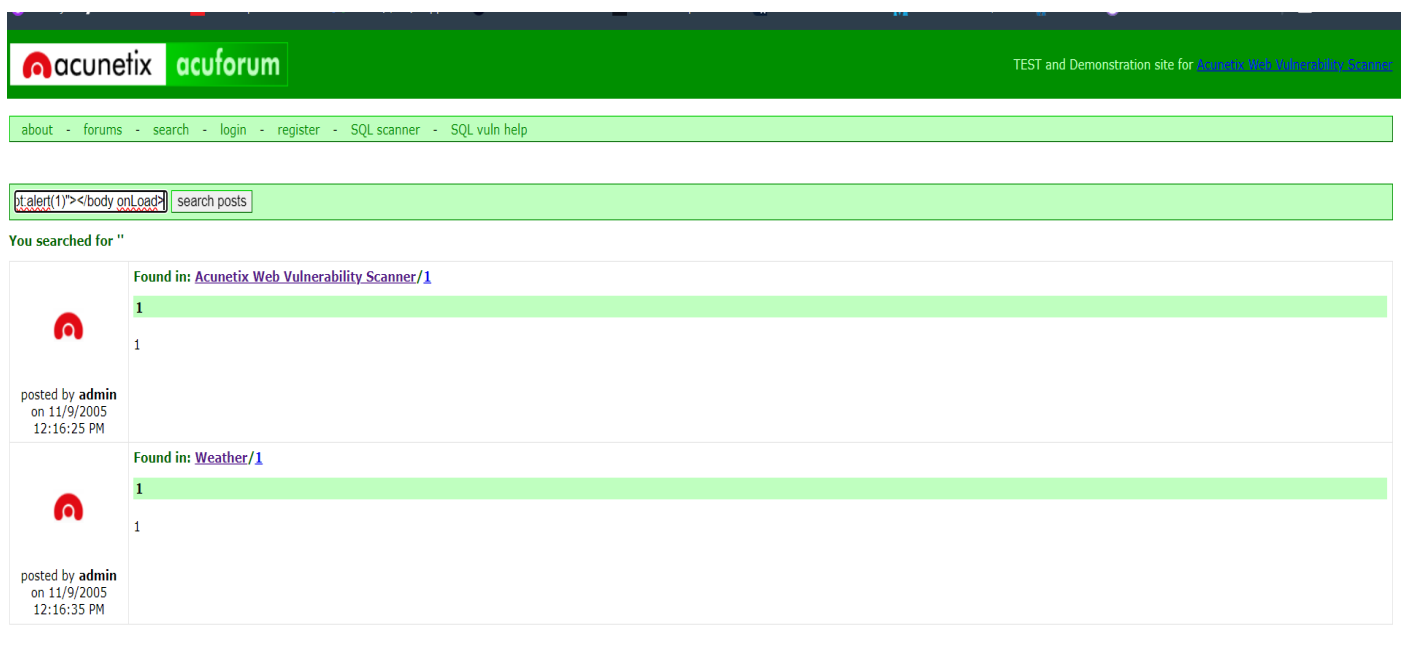 acunetix acuforum
TEST and Demonstration site for Acunetix Web Vulnerability Scanner
about - forums - search - login - register - SQL scanner - SQL vuln help
pt:alert(1)"></body onLoad> search posts
You searched for ''
Found in: Acunetix Web Vulnerability Scanner/1
1
1
posted by admin
on 11/9/2005
12:16:25 PM
Found in: Weather/1
1
1
posted by admin
on 11/9/2005
12:16:35 PM